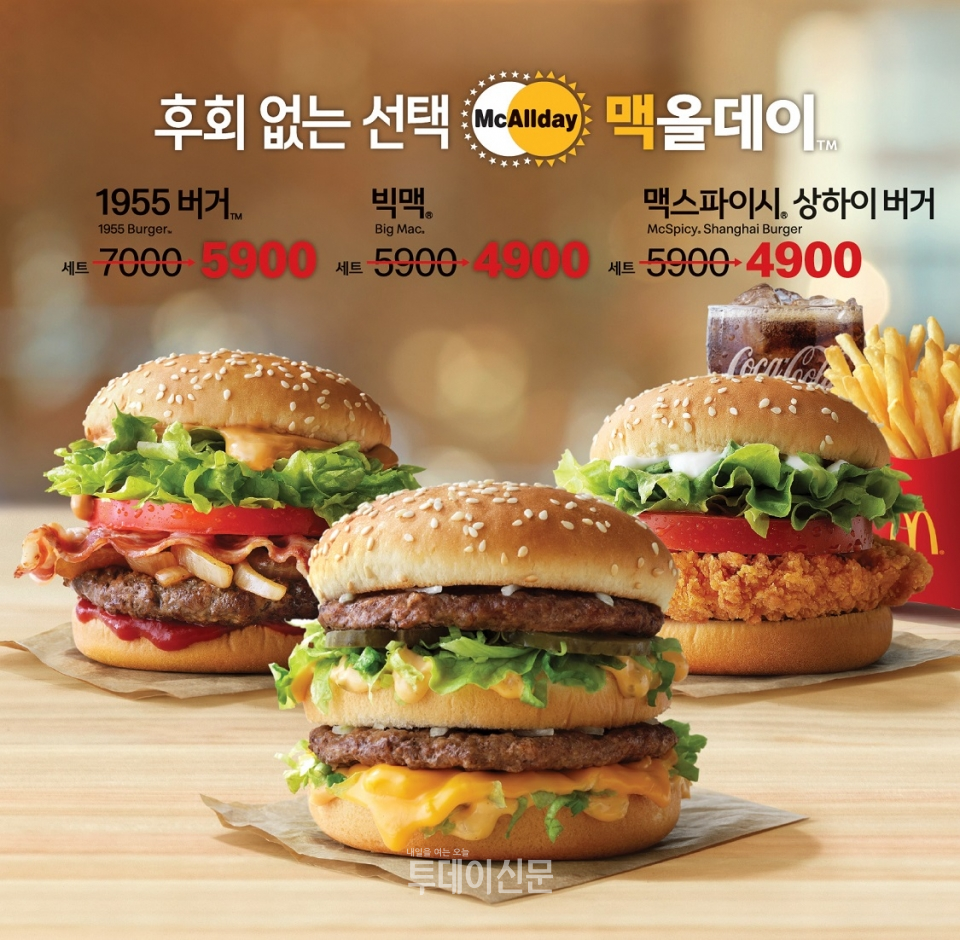 후회 없는 선택 McAllday 맥올데이™
1955 버거™
1955 Burger™
세트 7000 5900
빅맥®
Big Mac®
세트 5900 4900
맥스파이시® 상하이 버거
McSpicy® Shanghai Burger
세트 5900 4900
Coca-Cola
내일을 여는 오늘
투데이신문